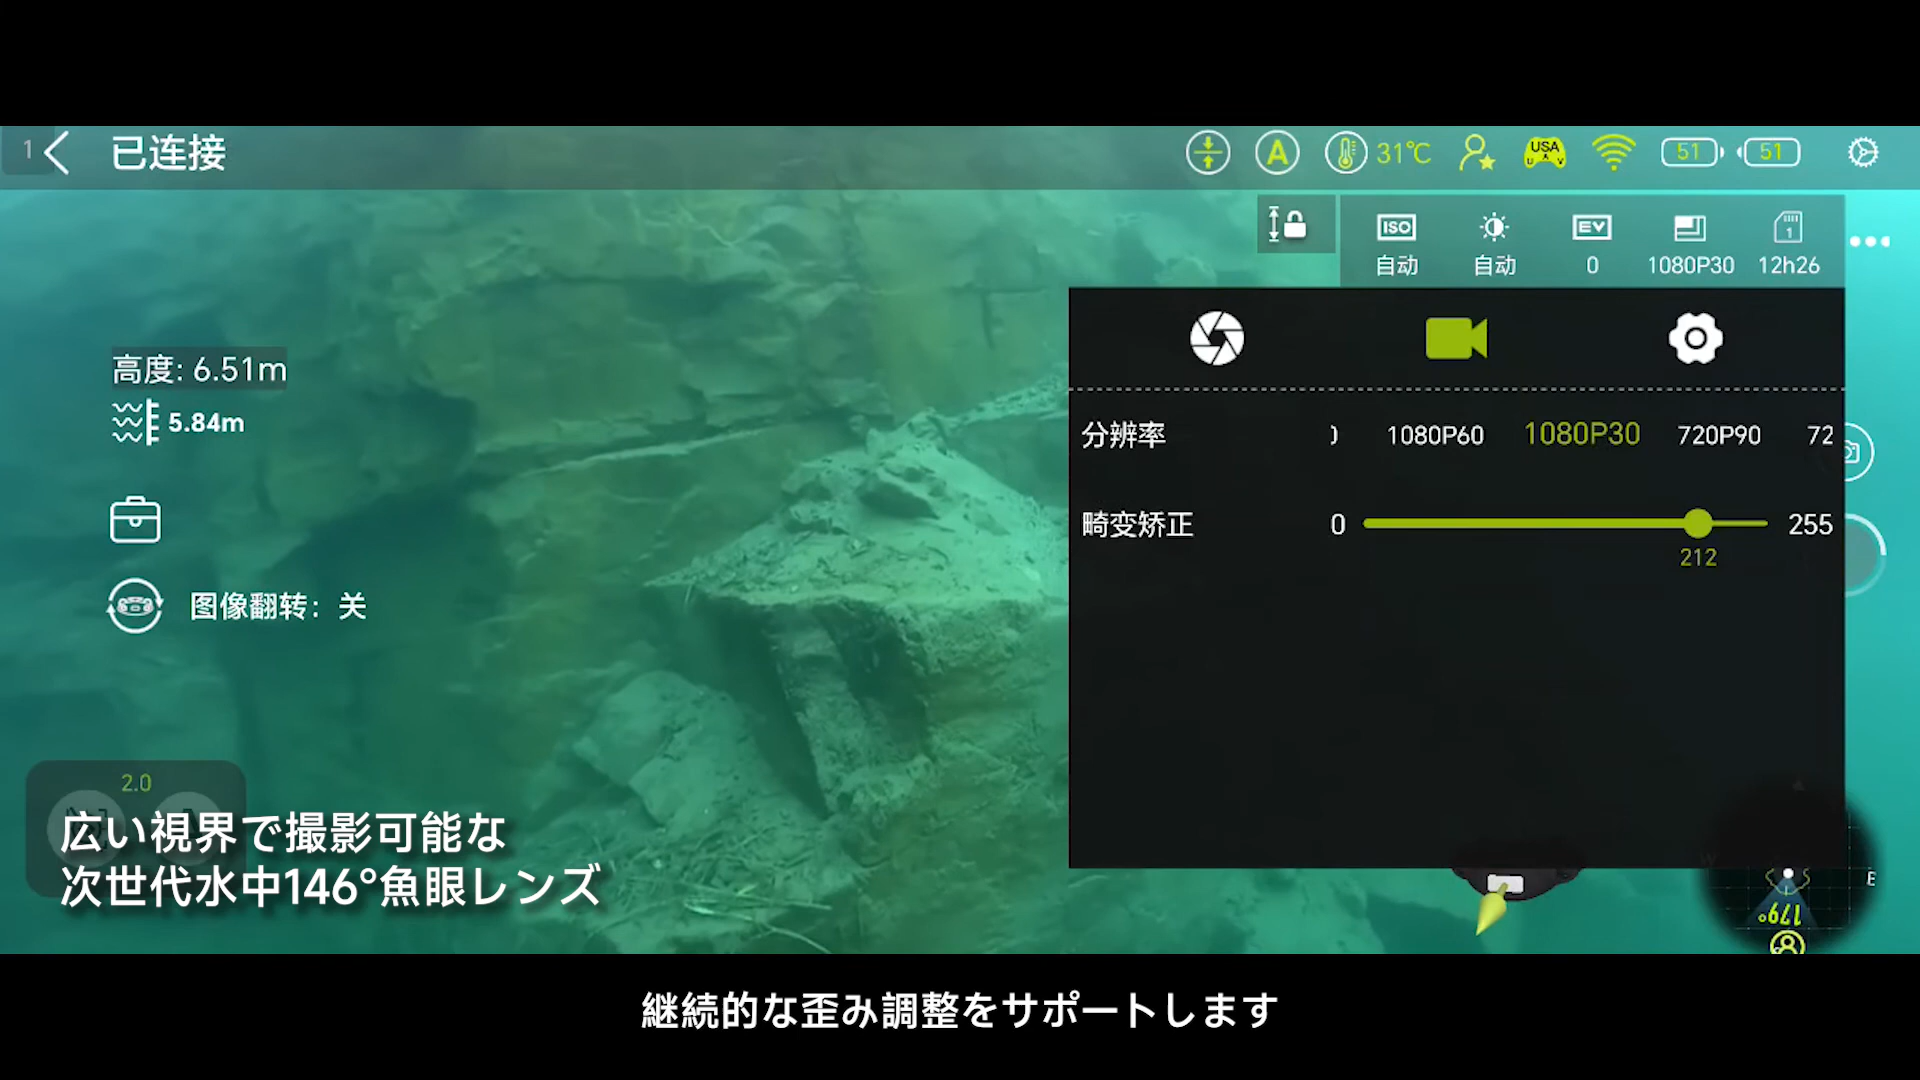 1
已连接
31℃
USA
51
51
ISO
自动
自动
EV
0
1080P30
1
12h26
高度: 6.51m
5.84m
图像翻转: 关
分辨率
1080P60
1080P30
720P90
72
畸变矫正
0
255
212
2.0
広い視界で撮影可能な
次世代水中146°魚眼レンズ
179°
E
継続的な歪み調整をサポートします